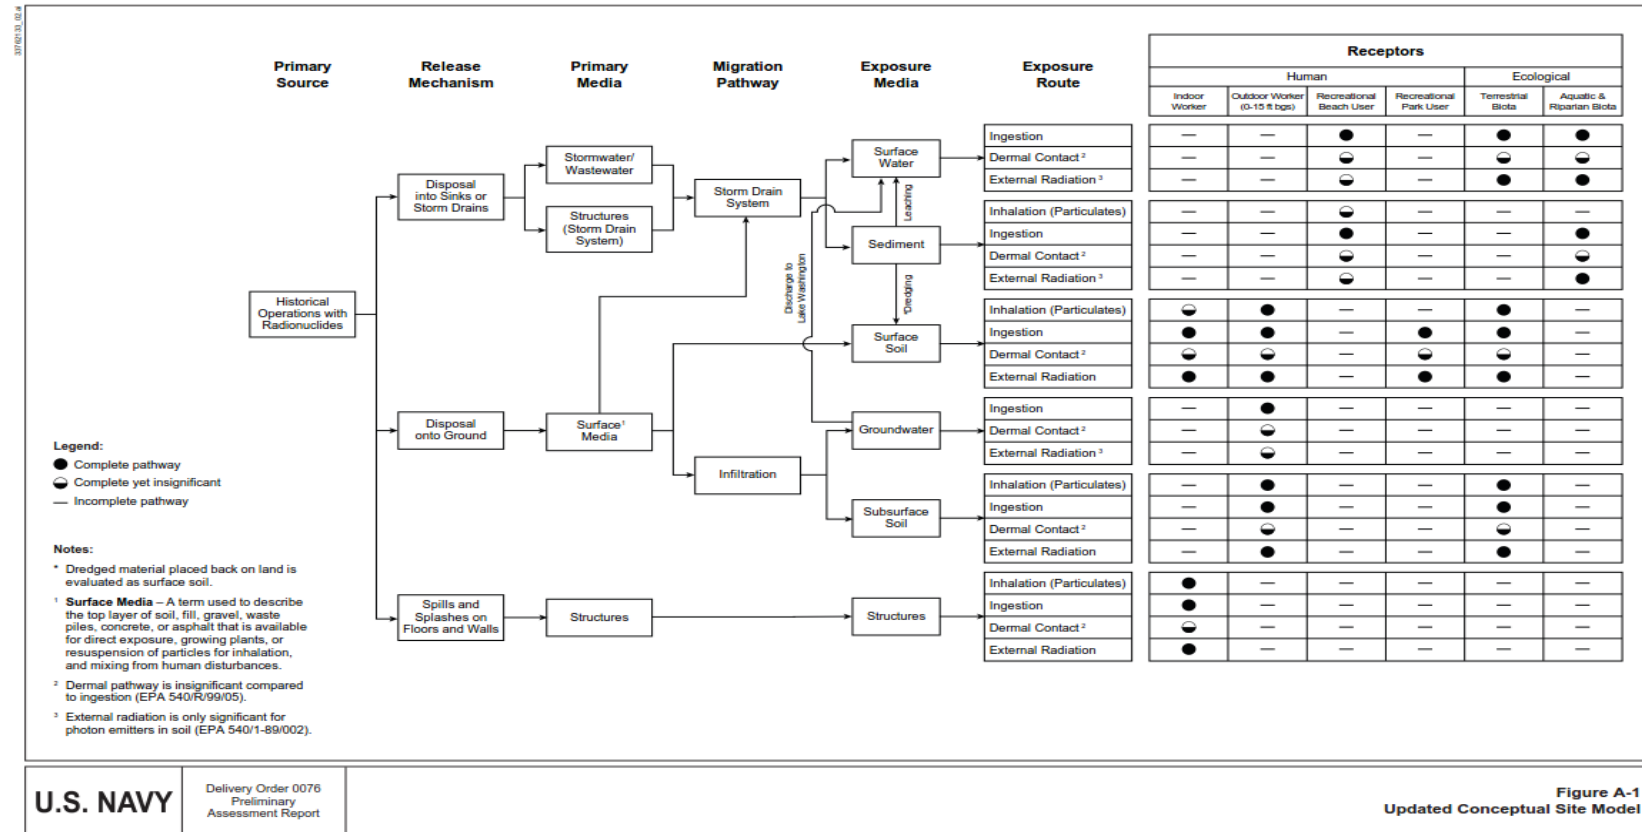 33762133_02.ai
Primary
Source
Release
Mechanism
Primary
Media
Migration
Pathway
Exposure
Media
Exposure
Route
Receptors
Human
Ecological
Indoor
Worker
Outdoor Worker
(0-15 ft bgs)
Recreational
Beach User
Recreational
Park User
Terrestrial
Biota
Aquatic &
Riparian Biota
Historical
Operations with
Radionuclides
Disposal
into Sinks or
Storm Drains
Stormwater/
Wastewater
Structures
(Storm Drain
System)
Storm Drain
System
Surface
Water
Leaching
Sediment
*Dredging
Discharge to
Lake Washington
Surface
Soil
Disposal
onto Ground
Surface¹
Media
Infiltration
Groundwater
Subsurface
Soil
Spills and
Splashes on
Floors and Walls
Structures
Structures
Ingestion — — — —
Dermal Contact ² — — —
External Radiation ³ — — —
Inhalation (Particulates) — — — — —
Ingestion — — — —
Dermal Contact ² — — — —
External Radiation ³ — — — —
Inhalation (Particulates) — — —
Ingestion — —
Dermal Contact ² — —
External Radiation — —
Ingestion — — — — —
Dermal Contact ² — — — — —
External Radiation ³ — — — — —
Inhalation (Particulates) — — — —
Ingestion — — — —
Dermal Contact ² — — — —
External Radiation — — — —
Inhalation (Particulates) — — — — —
Ingestion — — — — —
Dermal Contact ² — — — — —
External Radiation — — — — —
Legend:
Complete pathway
Complete yet insignificant
— Incomplete pathway
Notes:
* Dredged material placed back on land is
evaluated as surface soil.
¹ Surface Media – A term used to describe
the top layer of soil, fill, gravel, waste
piles, concrete, or asphalt that is available
for direct exposure, growing plants, or
resuspension of particles for inhalation,
and mixing from human disturbances.
² Dermal pathway is insignificant compared
to ingestion (EPA 540/R/99/05).
³ External radiation is only significant for
photon emitters in soil (EPA 540/1-89/002).
U.S. NAVY
Delivery Order 0076
Preliminary
Assessment Report
Figure A-1
Updated Conceptual Site Model